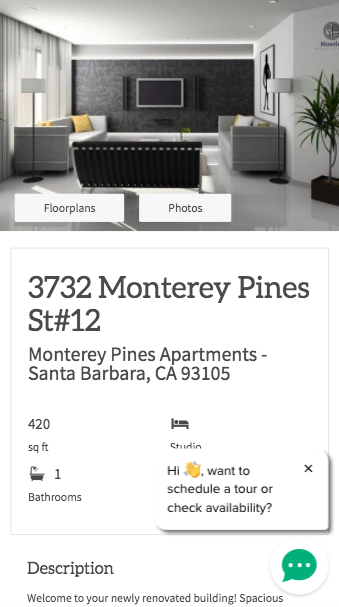 Floorplans
Photos
3732 Monterey Pines
St#12
Monterey Pines Apartments -
Santa Barbara, CA 93105
420
sq ft
Studio
1
Bathrooms
Hi 👋, want to
schedule a tour or
check availability?
Description
Welcome to your newly renovated building! Spacious